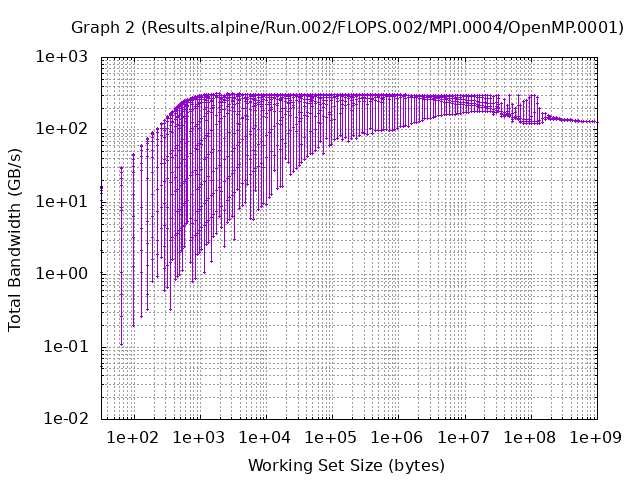 Graph 2 (Results.alpine/Run.002/FLOPS.002/MPI.0004/OpenMP.0001)
1e+03
1e+02
1e+01
1e+00
1e-01
1e-02
Total Bandwidth (GB/s)
1e+02 1e+03 1e+04 1e+05 1e+06 1e+07 1e+08 1e+09
Working Set Size (bytes)